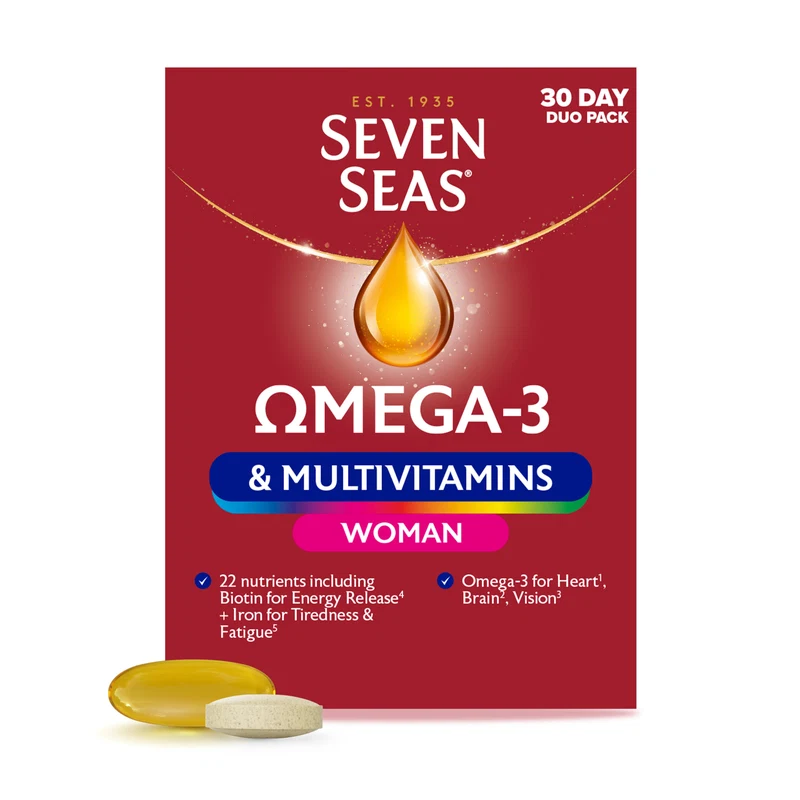 EST. 1935
SEVEN
SEAS®
30 DAY
DUO PACK
ΩMEGA-3
& MULTIVITAMINS
WOMAN
22 nutrients including
Biotin for Energy Release⁴
+ Iron for Tiredness &
Fatigue⁵
Omega-3 for Heart¹,
Brain², Vision³